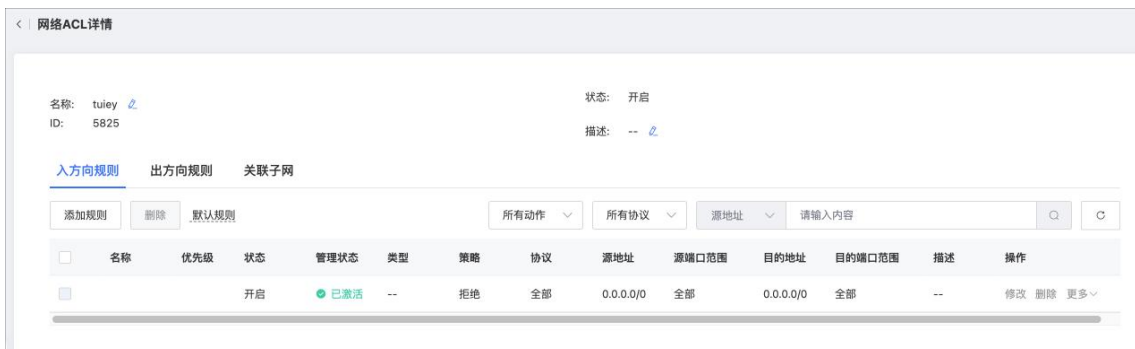 网络ACL详情
名称: tuiey
状态: 开启
ID: 5825
描述: --
入方向规则 出方向规则 关联子网
添加规则 删除 默认规则 所有动作 所有协议 源地址 请输入内容
名称 优先级 状态 管理状态 类型 策略 协议 源地址 源端口范围 目的地址 目的端口范围 描述 操作
开启 已激活 -- 拒绝 全部 0.0.0.0/0 全部 0.0.0.0/0 全部 -- 修改 删除 更多